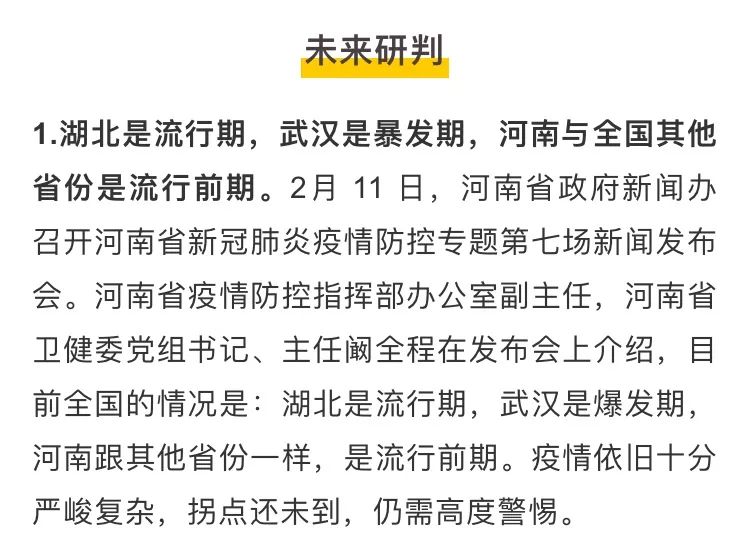 未来研判
1.湖北是流行期，武汉是暴发期，河南与全国其他
省份是流行前期。2月 11 日，河南省政府新闻办
召开河南省新冠肺炎疫情防控专题第七场新闻发布
会。河南省疫情防控指挥部办公室副主任，河南省
卫健委党组书记、主任阚全程在发布会上介绍，目
前全国的情况是：湖北是流行期，武汉是爆发期，
河南跟其他省份一样，是流行前期。疫情依旧十分
严峻复杂，拐点还未到，仍需高度警惕。